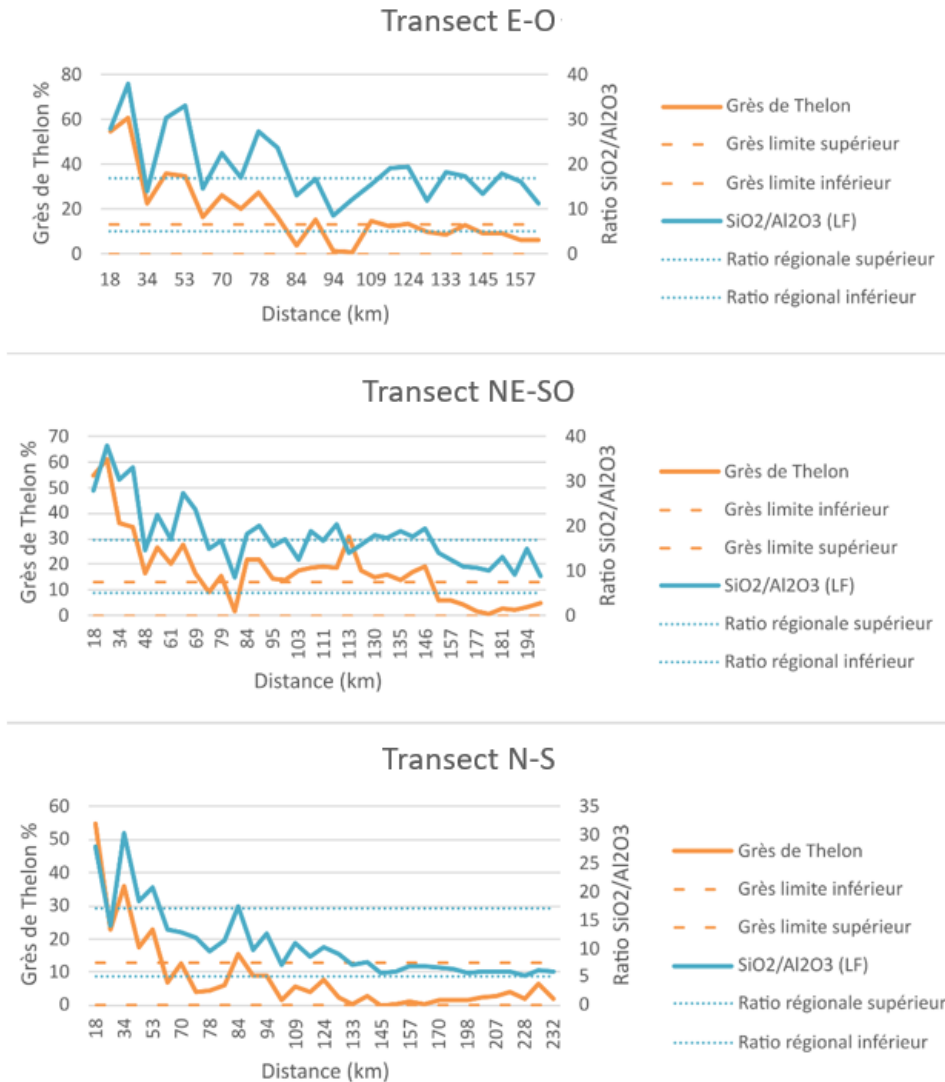 Transect E-O
Grès de Thelon %
80
60
40
20
0
40
30
20
10
0
Ratio SiO2/Al2O3
18 34 53 70 78 84 94 109 124 133 145 157
Distance (km)
Grès de Thelon
Grès limite supérieur
Grès limite inférieur
SiO2/Al2O3 (LF)
Ratio régionale supérieur
Ratio régional inférieur
Transect NE-SO
Grès de Thelon %
70
60
50
40
30
20
10
0
40
30
20
10
0
Ratio SiO2/Al2O3
18 34 48 61 69 78 84 95 103 111 123 130 135 146 157 177 181 194
Distance (km)
Grès de Thelon
Grès limite inférieur
Grès limite supérieur
SiO2/Al2O3 (LF)
Ratio régionale supérieur
Ratio régional inférieur
Transect N-S
Grès de Thelon %
60
50
40
30
20
10
0
35
30
25
20
15
10
5
0
Ratio SiO2/Al2O3
18 34 53 70 78 84 94 109 124 133 145 157 171 198 207 228 232
Distance (km)
Grès de Thelon
Grès limite inférieur
Grès limite supérieur
SiO2/Al2O3 (LF)
Ratio régionale supérieur
Ratio régional inférieur